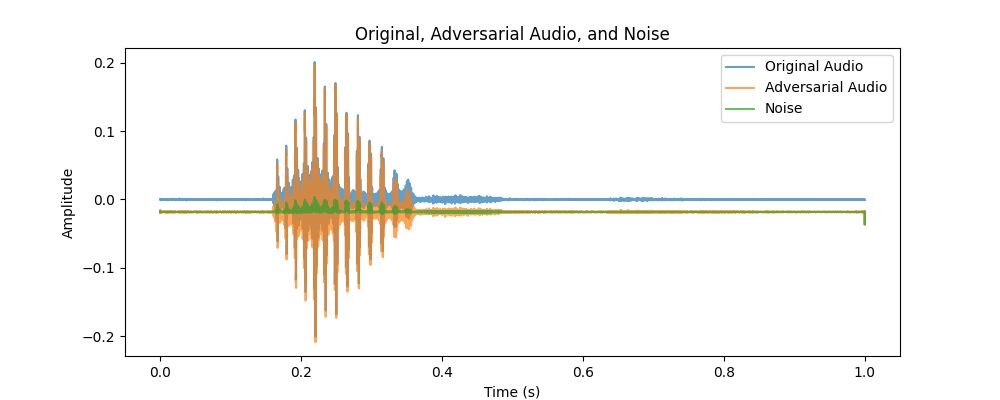 Original, Adversarial Audio, and Noise
Original Audio
Adversarial Audio
Noise
Amplitude
0.2
0.1
0.0
−0.1
−0.2
0.0
0.2
0.4
0.6
0.8
1.0
Time (s)